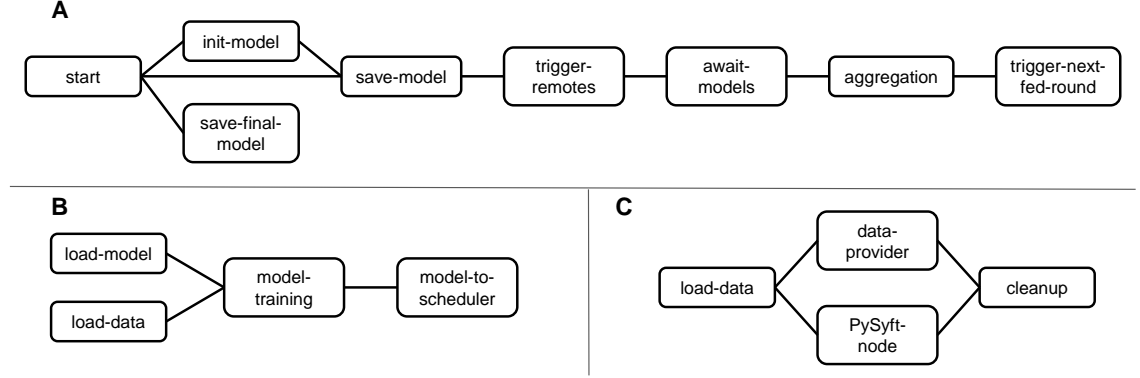 A
init-model
start
save-model
trigger-
remotes
await-
models
aggregation
trigger-next-
fed-round
save-final-
model
B
load-model
load-data
model-
training
model-to-
scheduler
C
load-data
data-
provider
PySyft-
node
cleanup